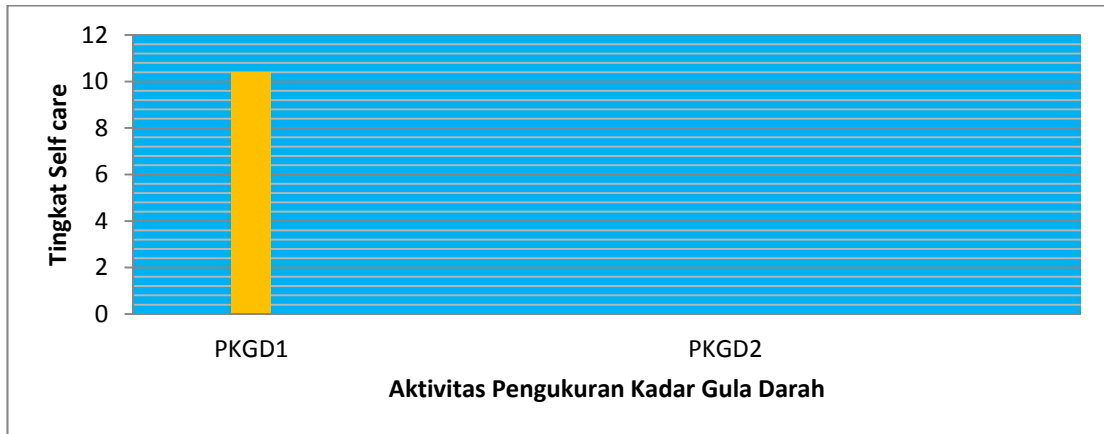 Tingkat Self care
12
10
8
6
4
2
0
PKGD1 PKGD2
Aktivitas Pengukuran Kadar Gula Darah